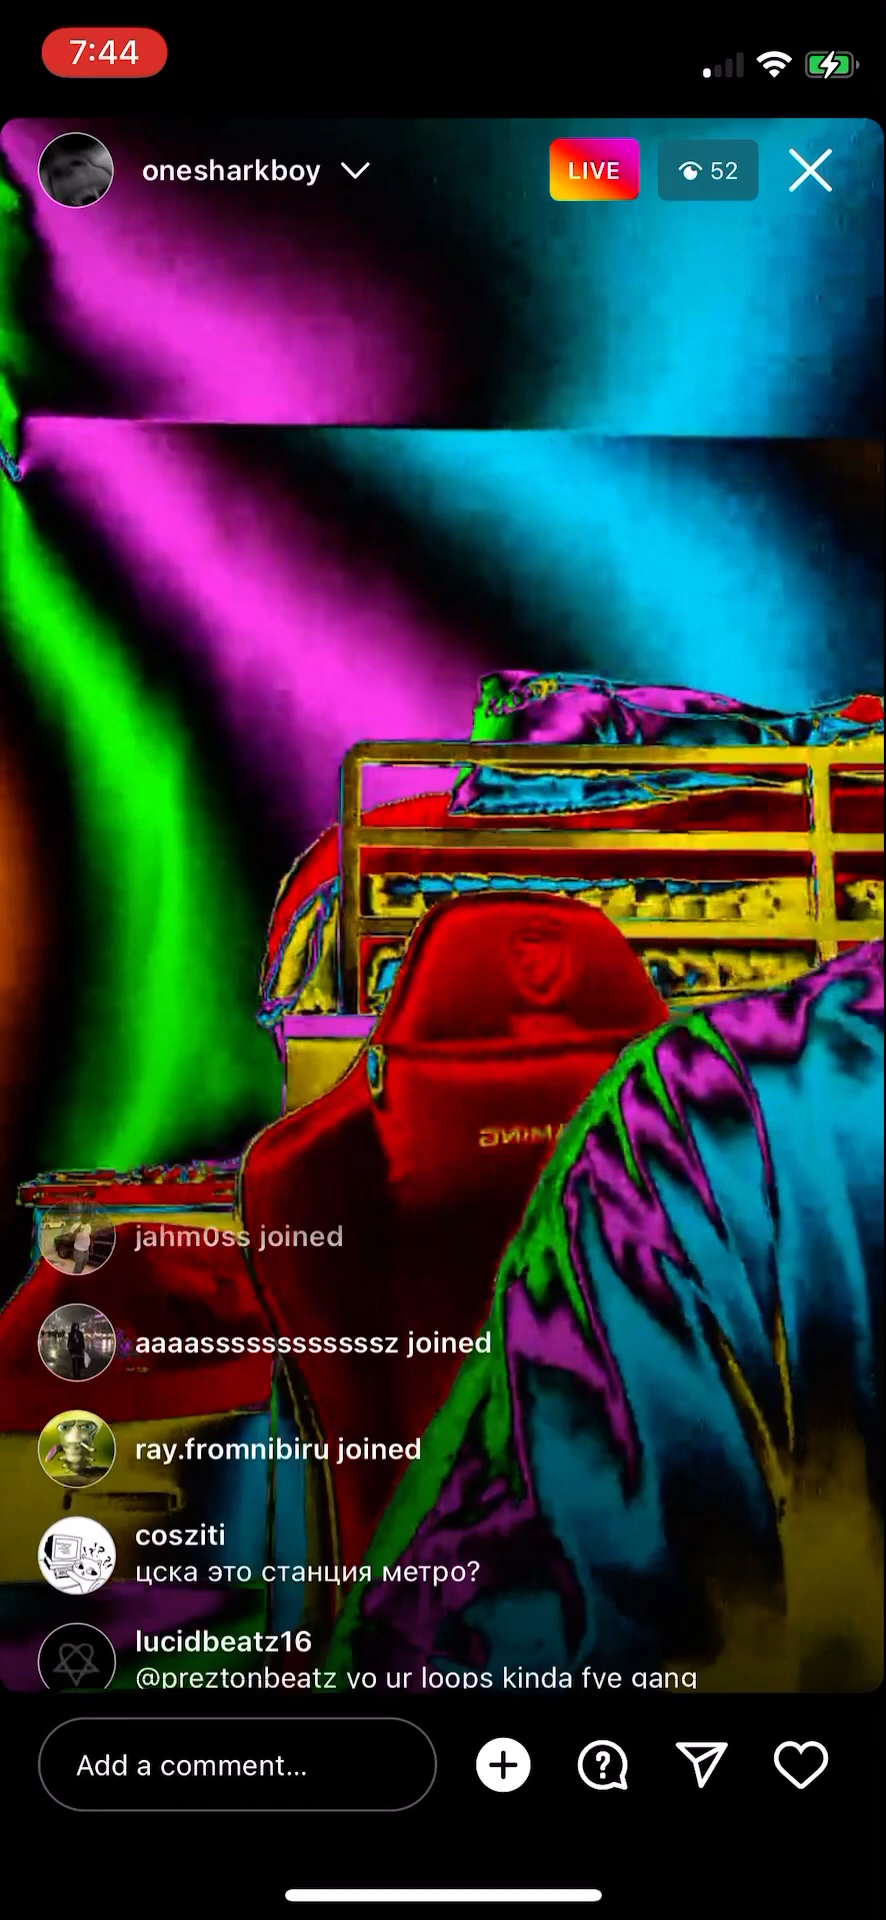 7:44
onesharkboy
LIVE
52
jahm0ss joined
aaaasssssssssssssz joined
ray.fromnibiru joined
cosziti
цска это станция метро?
lucidbeatz16
@preztonbeatz yo ur loops kinda fye gang
Add a comment...